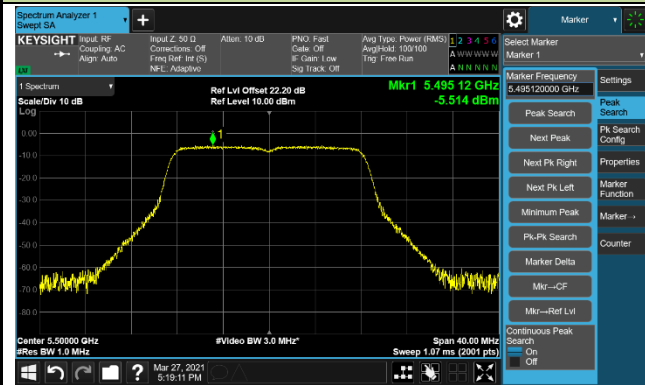 Spectrum Analyzer 1
Swept SA
+
Marker
KEYSIGHT
Input: RF
Coupling: AC
Align: Auto
Input Z: 50 Ω
Corrections: Off
Freq Ref: Int (S)
NFE: Adaptive
Atten: 10 dB
PNO: Fast
Gate: Off
IF Gain: Low
Sig Track: Off
Avg Type: Power (RMS)
Avg|Hold: 100/100
Trig: Free Run
1 2 3 4 5 6
A W W W W W
A N N N N N
LXI
Select Marker
Marker 1
1 Spectrum
Scale/Div 10 dB
Log
Ref Lvl Offset 22.20 dB
Ref Level 10.00 dBm
Mkr1 5.495 12 GHz
-5.514 dBm
1
0.00
-10.0
-20.0
-30.0
-40.0
-50.0
-60.0
-70.0
-80.0
Center 5.50000 GHz
#Res BW 1.0 MHz
#Video BW 3.0 MHz*
Span 40.00 MHz
Sweep 1.07 ms (2001 pts)
Marker Frequency
5.495120000 GHz
Peak Search
Next Peak
Next Pk Right
Next Pk Left
Minimum Peak
Pk-Pk Search
Marker Delta
Mkr→CF
Mkr→Ref Lvl
Continuous Peak
Search
On
Off
Settings
Peak
Search
Pk Search
Config
Properties
Marker
Function
Marker→
Counter
?
Mar 27, 2021
5:19:11 PM